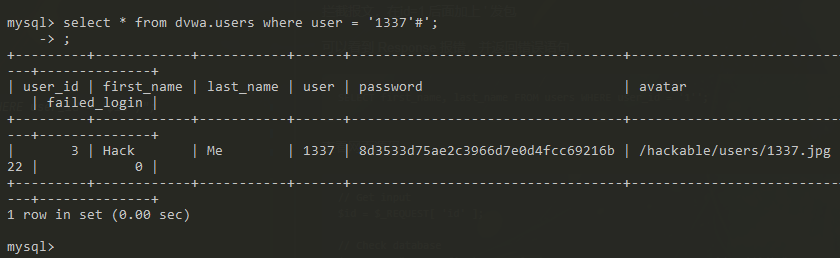 mysql> select * from dvwa.users where user = '1337'#';
    -> ;
+---------+------------+-----------+------+----------------------------------+---------------------------
---+--------------+
| user_id | first_name | last_name | user | password                         | avatar
   | failed_login |
+---------+------------+-----------+------+----------------------------------+---------------------------
---+--------------+
|       3 | Hack       | Me        | 1337 | 8d3533d75ae2c3966d7e0d4fcc69216b | /hackable/users/1337.jpg
22 |            0 |
+---------+------------+-----------+------+----------------------------------+---------------------------
---+--------------+
1 row in set (0.00 sec)
mysql>